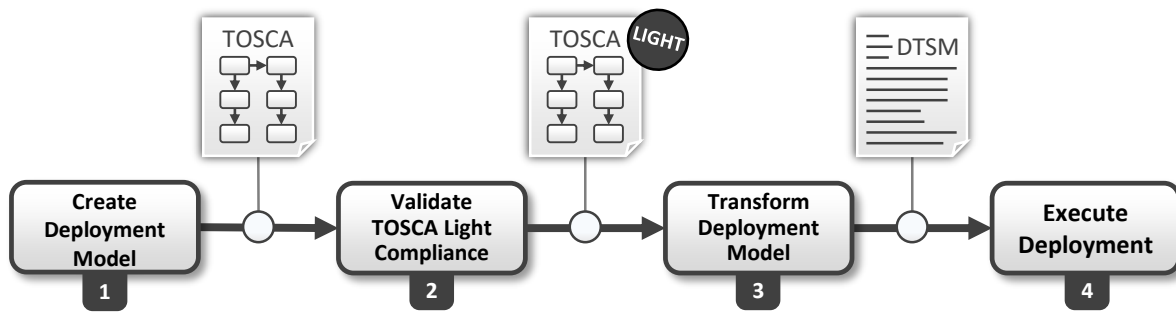 TOSCA
TOSCA
LIGHT
DTSM
Create
Deployment
Model
1
Validate
TOSCA Light
Compliance
2
Transform
Deployment
Model
3
Execute
Deployment
4